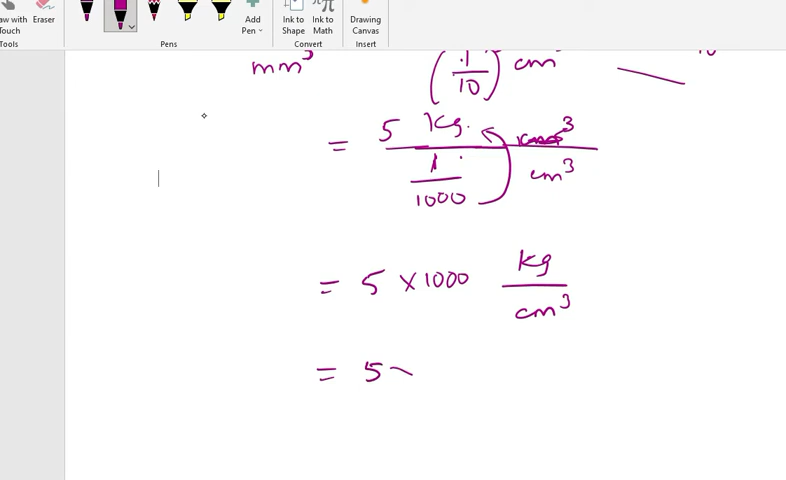 aw with Eraser Add Ink to Ink to Drawing
Touch Pen Shape Math Canvas
Tools Pens Convert Insert
mm³ (1/10) cm
= 5 kg. / (1/1000) cm³
= 5 × 1000 kg/cm³
= 5